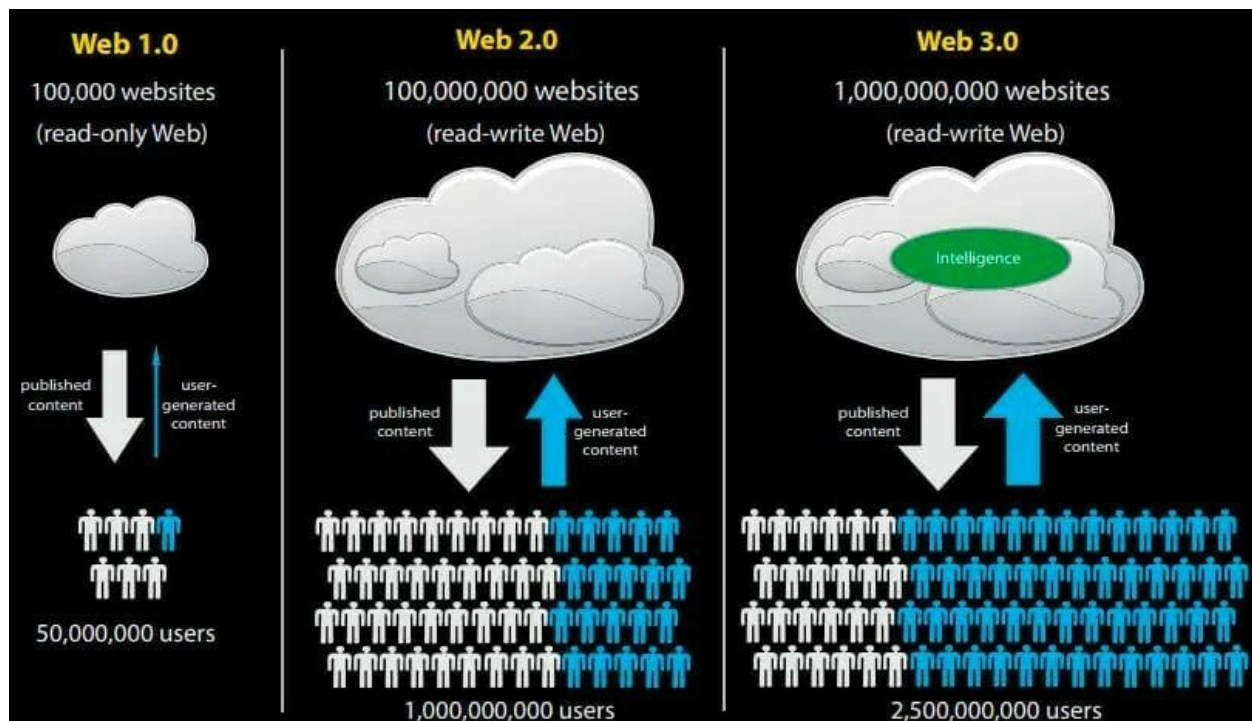 Web 1.0
100,000 websites
(read-only Web)
published
content
user-
generated
content
50,000,000 users
Web 2.0
100,000,000 websites
(read-write Web)
published
content
user-
generated
content
1,000,000,000 users
Web 3.0
1,000,000,000 websites
(read-write Web)
Intelligence
published
content
user-
generated
content
2,500,000,000 users